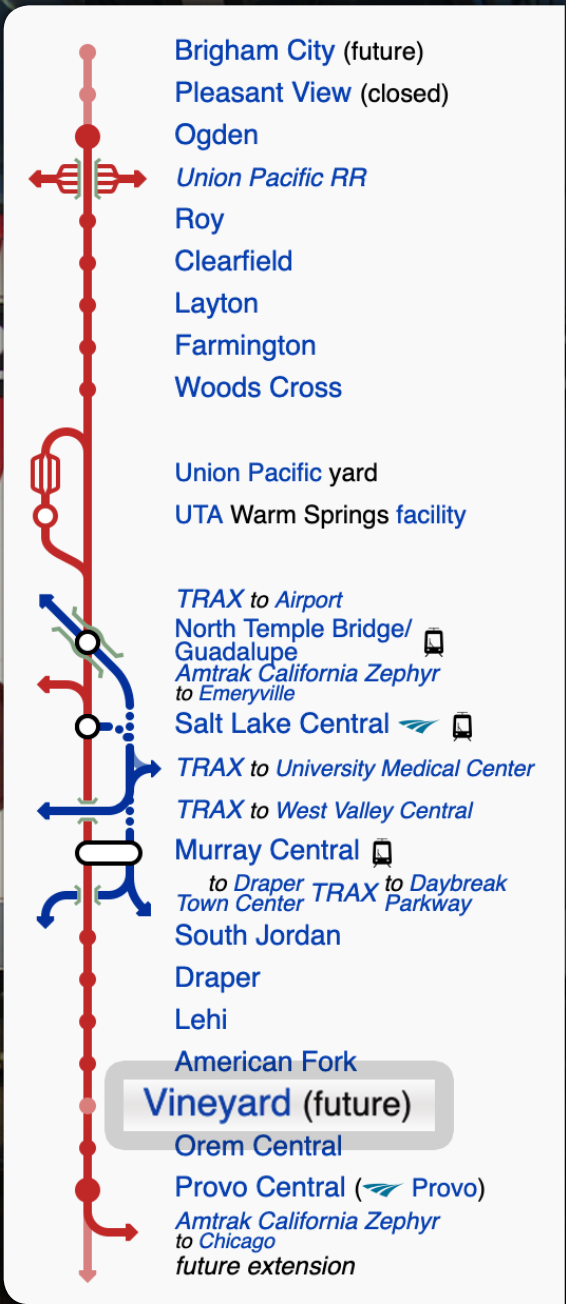 Brigham City (future)
Pleasant View (closed)
Ogden
Union Pacific RR
Roy
Clearfield
Layton
Farmington
Woods Cross
Union Pacific yard
UTA Warm Springs facility
TRAX to Airport
North Temple Bridge/
Guadalupe
Amtrak California Zephyr
to Emeryville
Salt Lake Central
TRAX to University Medical Center
TRAX to West Valley Central
Murray Central
to Draper
Town Center
TRAX
to Daybreak
Parkway
South Jordan
Draper
Lehi
American Fork
Vineyard (future)
Orem Central
Provo Central ( Provo)
Amtrak California Zephyr
to Chicago
future extension